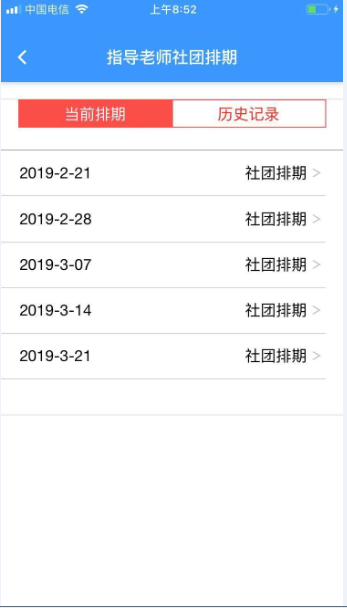 中国电信 上午8:52
指导老师社团排期
当前排期 历史记录
2019-2-21 社团排期
2019-2-28 社团排期
2019-3-07 社团排期
2019-3-14 社团排期
2019-3-21 社团排期